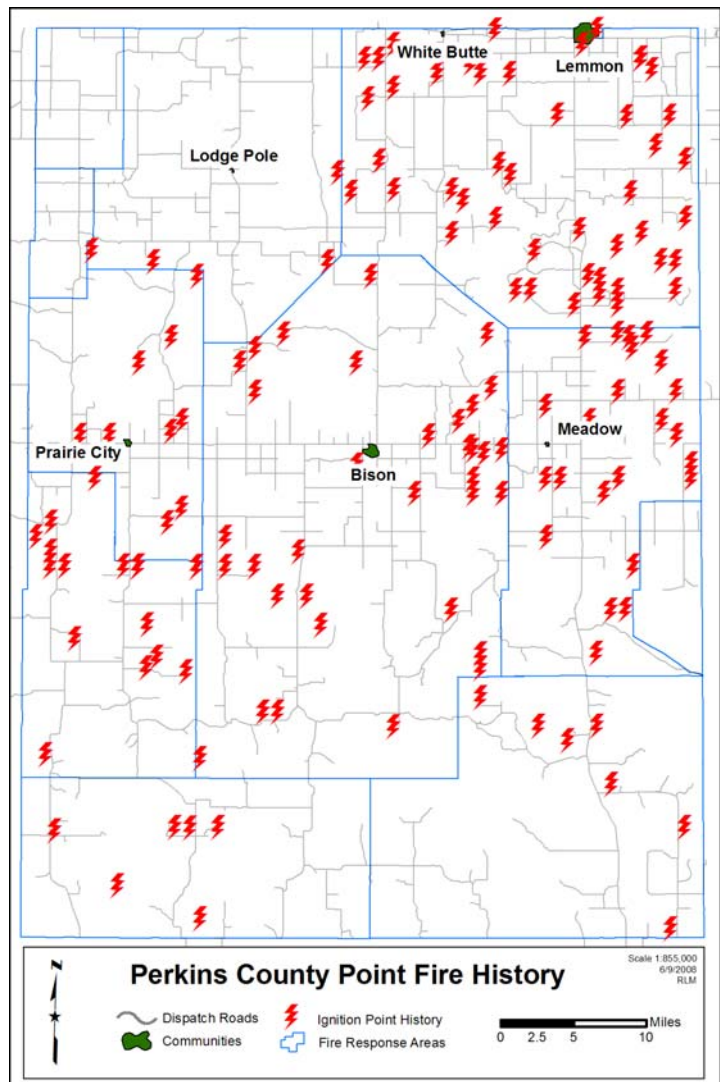 White Butte
Lemmon
Lodge Pole
Prairie City
Meadow
Bison
Perkins County Point Fire History
Scale 1:855,000
6/9/2008
RLM
N
Dispatch Roads
Ignition Point History
Communities
Fire Response Areas
Miles
0 2.5 5 10